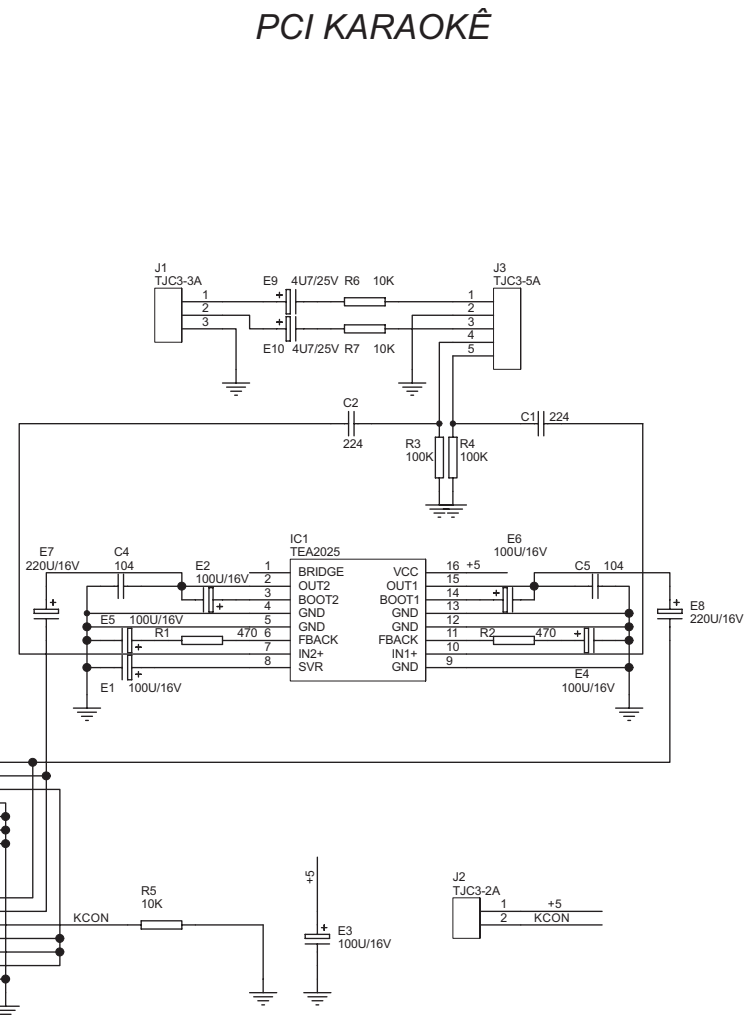 PCI KARAOKÊ
J1
TJC3-3A
1
2
3
E9 4U7/25V R6 10K
+
+
E10 4U7/25V R7 10K
J3
TJC3-5A
1
2
3
4
5
C2
224
C1 224
R3
100K
R4
100K
IC1
TEA2025
E7
220U/16V
+
C4
104
E2
100U/16V
+
E5 100U/16V
R1 470
+
+
E1 100U/16V
1 BRIDGE
2 OUT2
3 BOOT2
4 GND
5 GND
6 FBACK
7 IN2+
8 SVR
VCC 16 +5
OUT1 15
BOOT1 14
GND 13
GND 12
FBACK 11
IN1+ 10
GND 9
E6
100U/16V
+
C5 104
R2 470
+
E4
100U/16V
+
E8
220U/16V
KCON
R5
10K
+5
+
E3
100U/16V
J2
TJC3-2A
1 +5
2 KCON